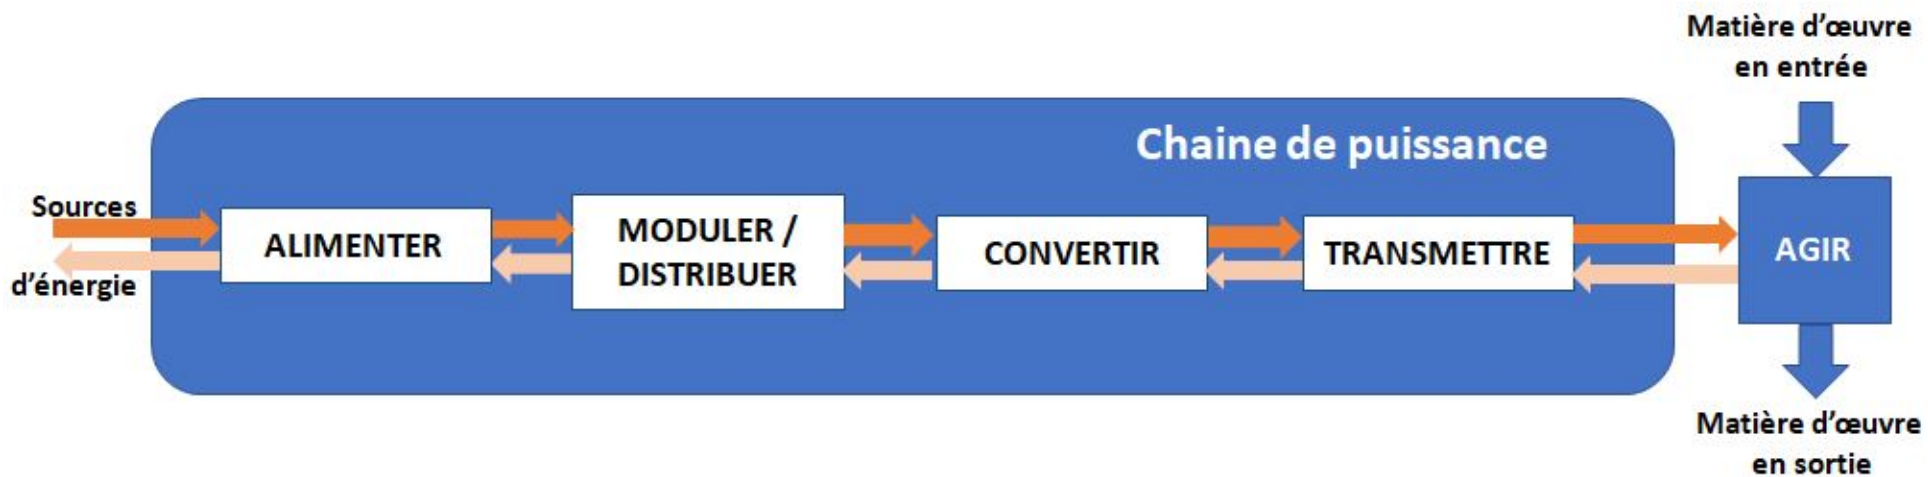 Matière d'œuvre
en entrée
Chaine de puissance
Sources
d'énergie
ALIMENTER
MODULER /
DISTRIBUER
CONVERTIR
TRANSMETTRE
AGIR
Matière d'œuvre
en sortie